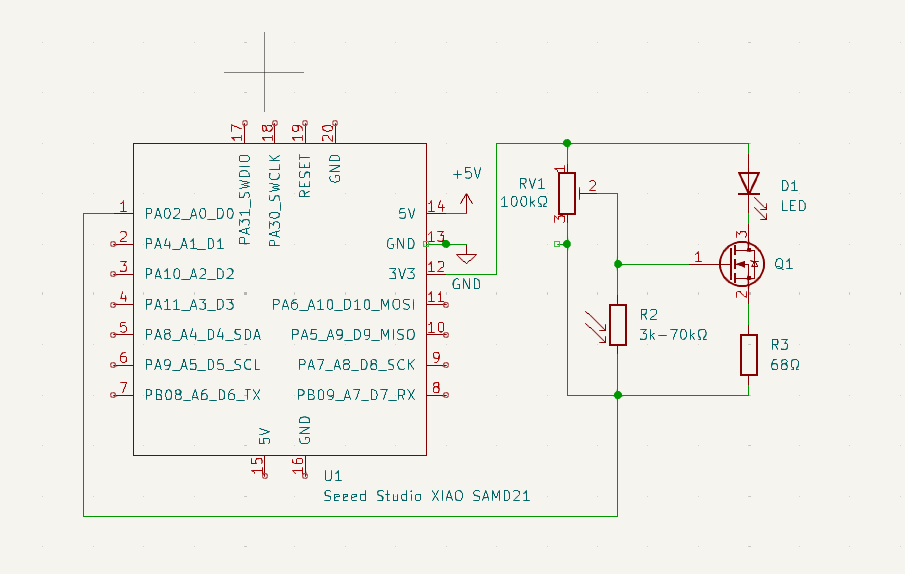 17
18
19
20
PA31_SWDIO
PA30_SWCLK
RESET
GND
1
PA02_A0_D0
2
PA4_A1_D1
3
PA10_A2_D2
4
PA11_A3_D3
5
PA8_A4_D4_SDA
6
PA9_A5_D5_SCL
7
PB08_A6_D6_TX
5V
14
GND
13
3V3
12
PA6_A10_D10_MOSI
11
PA5_A9_D9_MISO
10
PA7_A8_D8_SCK
9
PB09_A7_D7_RX
8
5V
GND
15
16
U1
Seeed Studio XIAO SAMD21
+5V
GND
RV1
100kΩ
1
2
3
D1
LED
3
1
Q1
2
R2
3k-70kΩ
R3
68Ω